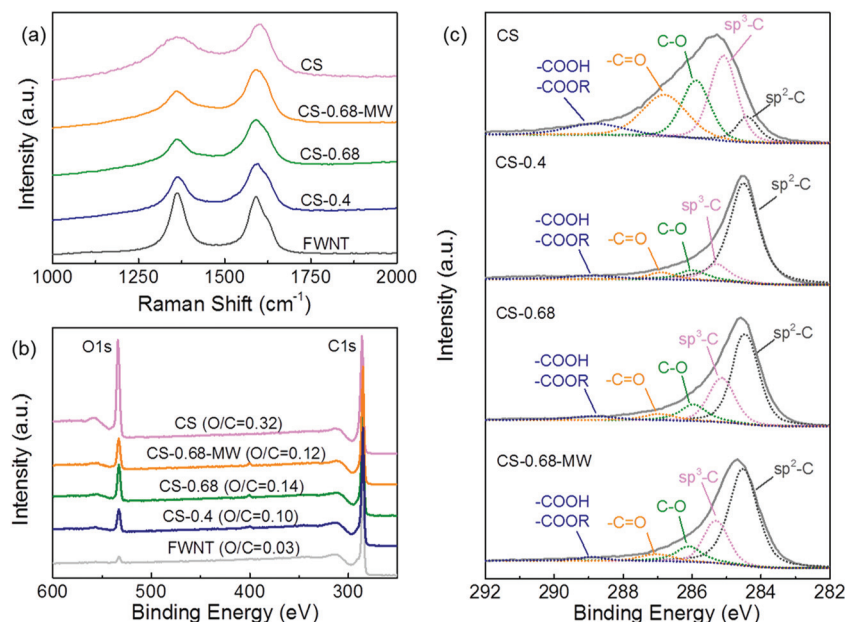 (a)
CS
CS-0.68-MW
CS-0.68
CS-0.4
FWNT
Intensity (a.u.)
1000 1250 1500 1750 2000
Raman Shift (cm⁻¹)
(b)
O1s
C1s
CS (O/C=0.32)
CS-0.68-MW (O/C=0.12)
CS-0.68 (O/C=0.14)
CS-0.4 (O/C=0.10)
FWNT (O/C=0.03)
Intensity (a.u.)
600 500 400 300
Binding Energy (eV)
(c)
CS
-COOH
-COOR
-C=O
C-O
sp³-C
sp²-C
CS-0.4
-COOH
-COOR
-C=O
C-O
sp³-C
sp²-C
CS-0.68
-COOH
-COOR
-C=O
C-O
sp³-C
sp²-C
CS-0.68-MW
-COOH
-COOR
-C=O
C-O
sp³-C
sp²-C
Intensity (a.u.)
292 290 288 286 284 282
Binding Energy (eV)